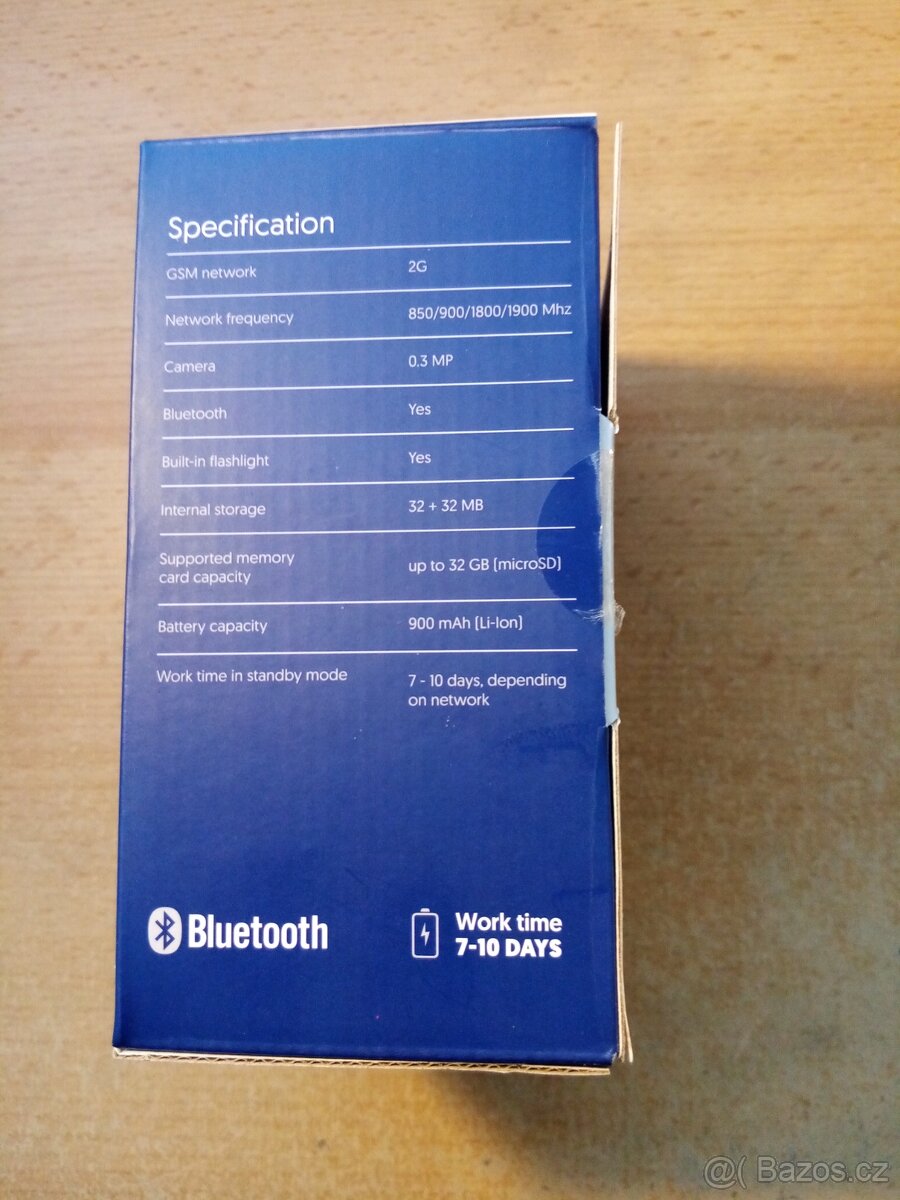 Specification
GSM network 2G
Network frequency 850/900/1800/1900 Mhz
Camera 0.3 MP
Bluetooth Yes
Built-in flashlight Yes
Internal storage 32 + 32 MB
Supported memory
card capacity up to 32 GB (microSD)
Battery capacity 900 mAh (Li-Ion)
Work time in standby mode 7 - 10 days, depending
on network
Bluetooth
Work time
7-10 DAYS
@( Bazos.cz